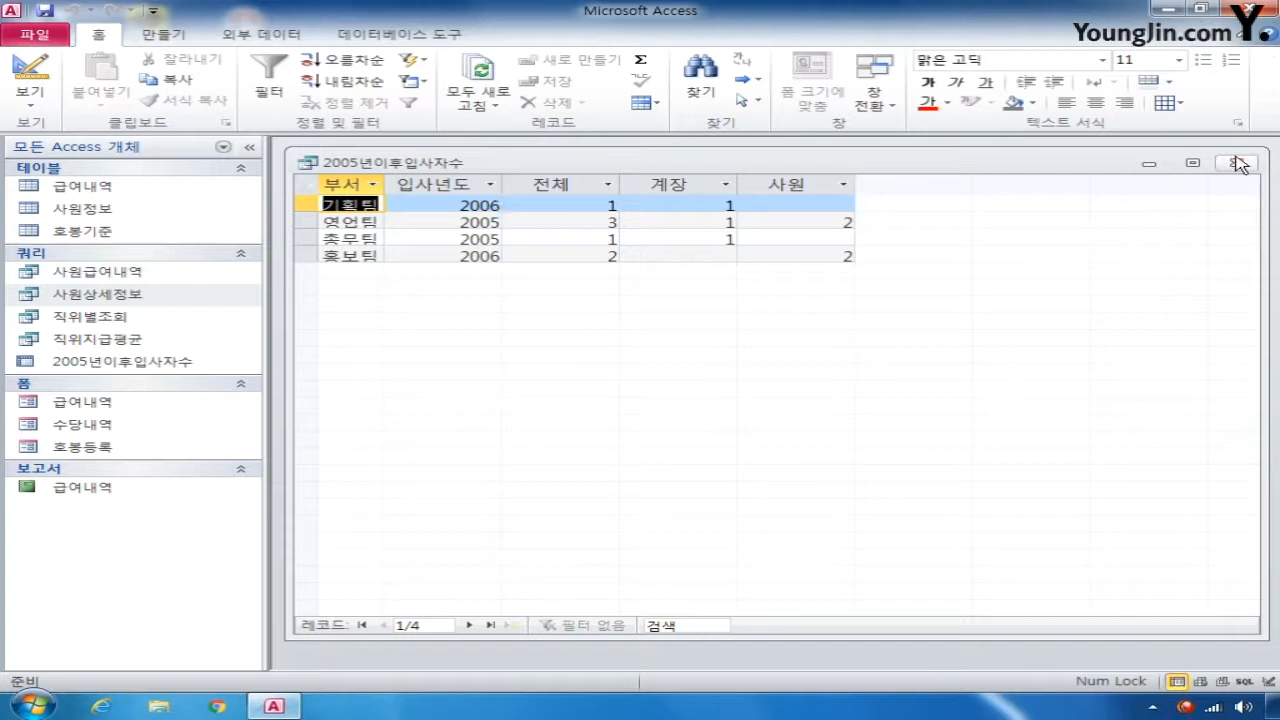 Microsoft Access
YoungJin.com Y.
파일 홈 만들기 외부 데이터 데이터베이스 도구
보기
보기
붙여넣기
잘라내기
복사
서식 복사
클립보드
필터
오름차순
내림차순
정렬 제거
정렬 및 필터
모두 새로 고침
새로 만들기
저장
삭제
레코드
찾기
찾기
폼 크기에 맞춤
창 전환
창
맑은 고딕 11
가 가 가
가
텍스트 서식
모든 Access 개체
테이블
급여내역
사원정보
호봉기준
쿼리
사원급여내역
사원상세정보
직위별조회
직위지급평균
2005년이후입사자수
폼
급여내역
수당내역
호봉등록
보고서
급여내역
2005년이후입사자수
부서 입사년도 전체 계장 사원
기획팀 2006 1 1
영업팀 2005 3 1 2
총무팀 2005 1 1
홍보팀 2006 2 2
레코드: 1/4 필터 없음 검색
준비 Num Lock SQL